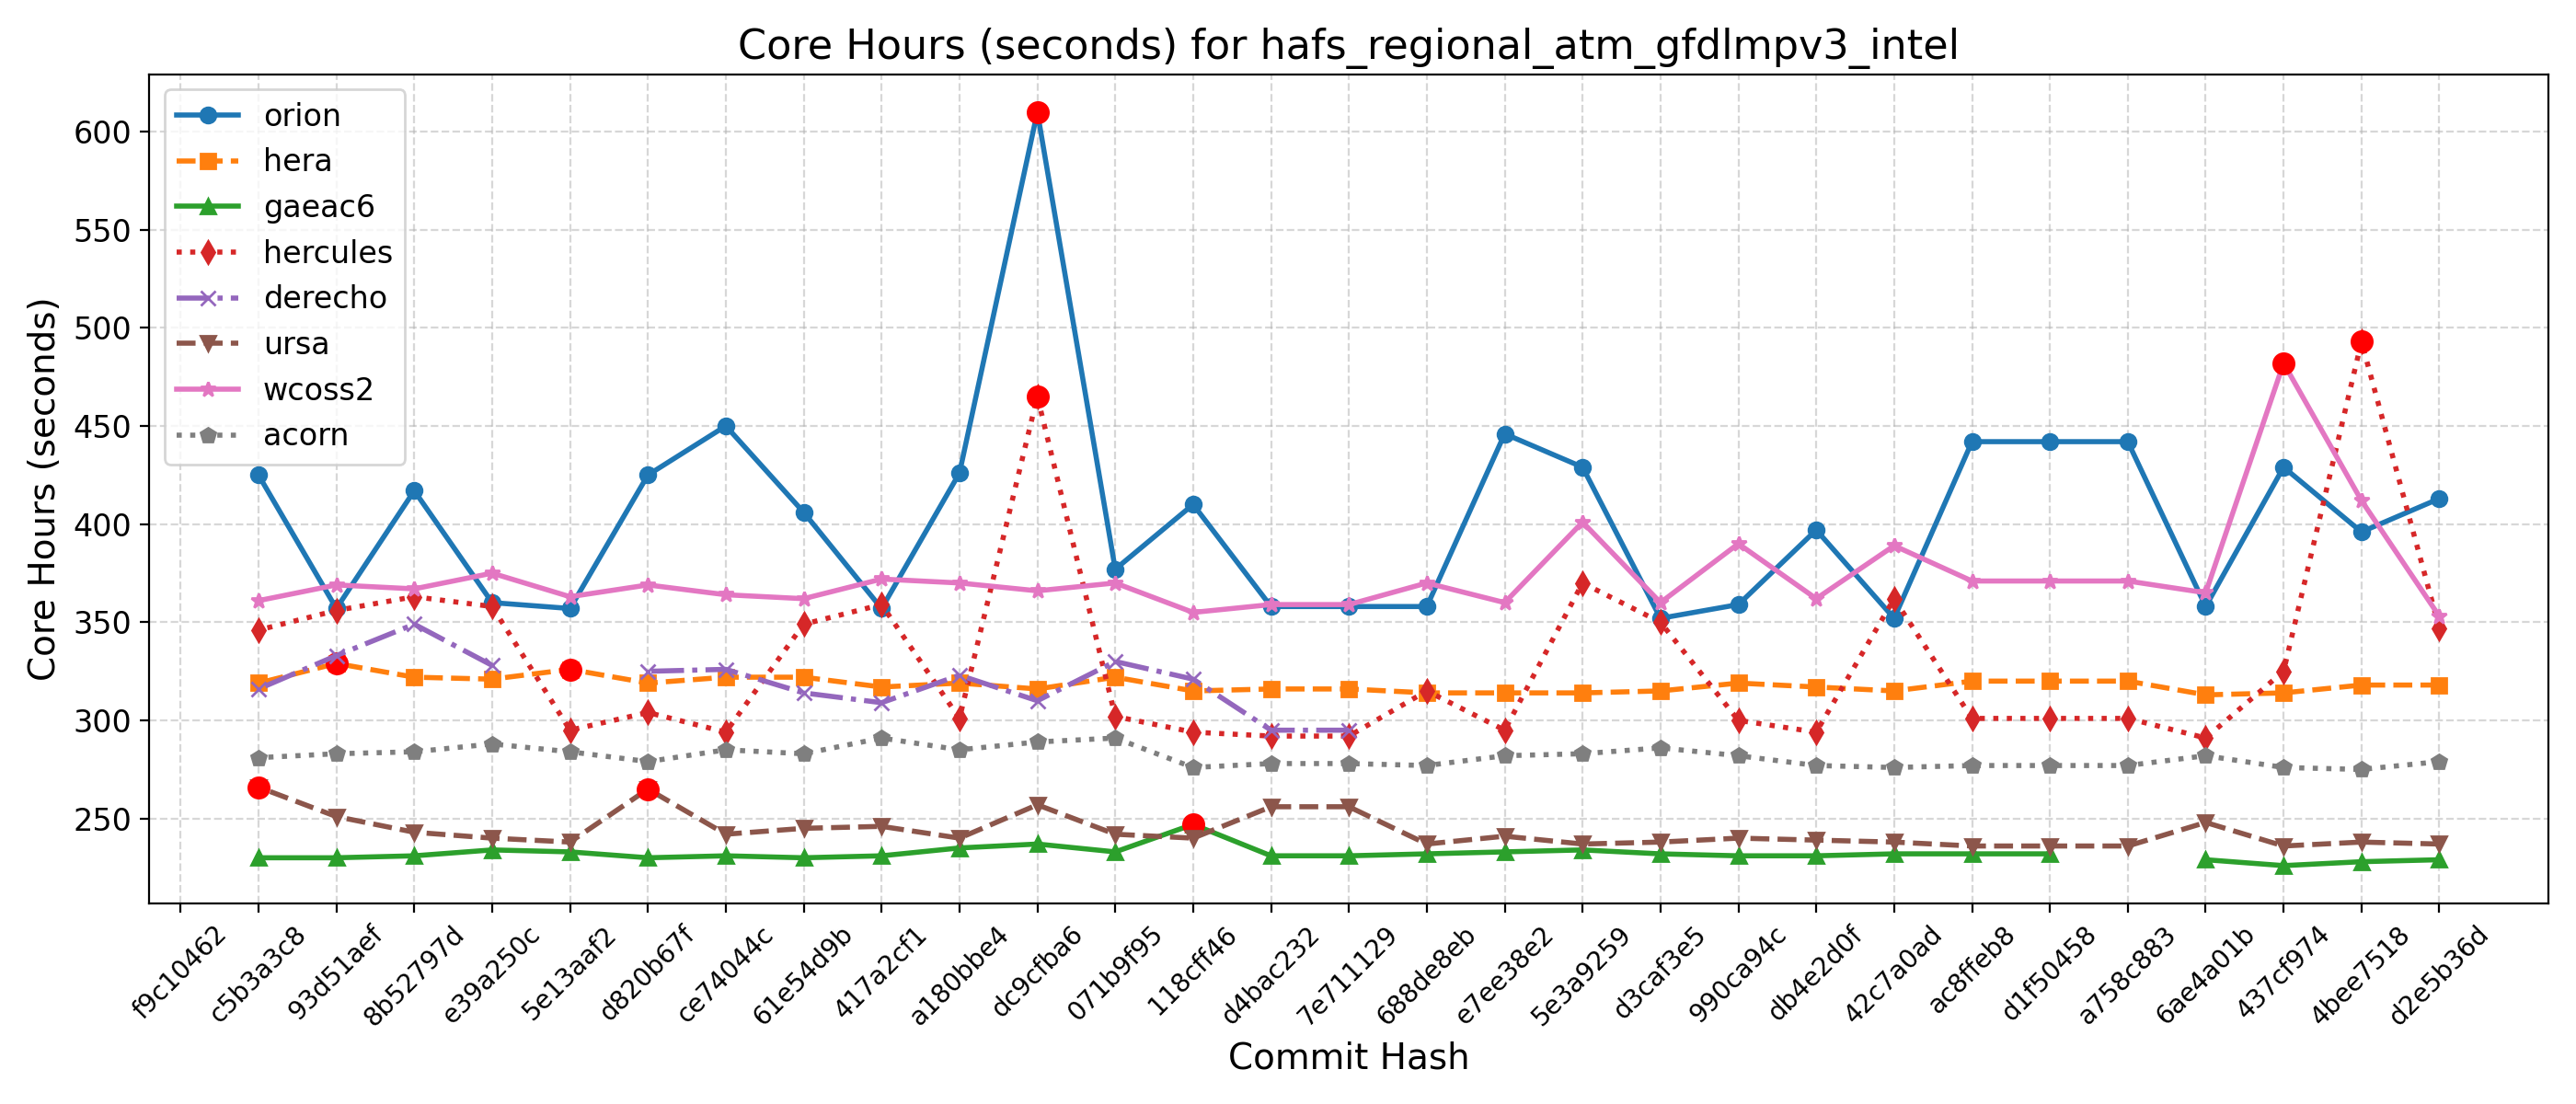 Core Hours (seconds) for hafs_regional_atm_gfdlmpv3_intel
Core Hours (seconds)
600
550
500
450
400
350
300
250
orion
hera
gaeac6
hercules
derecho
ursa
wcoss2
acorn
f9c10462
c5b3a3c8
93d51aef
8b52797d
e39a250c
5e13aaf2
d820b67f
ce74044c
61e54d9b
417a2cf1
a180bbe4
dc9cfba6
071b9f95
118cff46
d4bac232
7e711129
688de8eb
e7ee38e2
5e3a9259
d3caf3e5
990ca94c
db4e2d0f
42c7a0ad
ac8ffeb8
d1f50458
a758c883
6ae4a01b
437cf974
4bee7518
d2e5b36d
Commit Hash